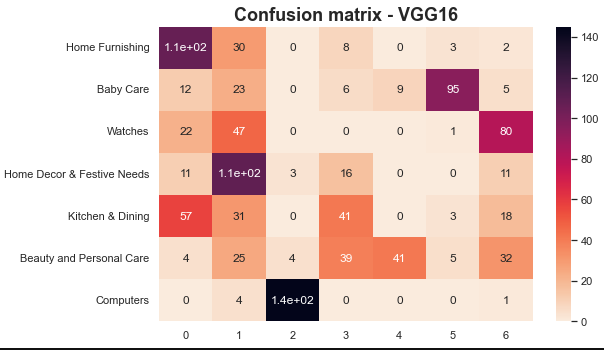 Confusion matrix - VGG16
Home Furnishing 1.1e+02 30 0 8 0 3 2
Baby Care 12 23 0 6 9 95 5
Watches 22 47 0 0 0 1 80
Home Decor & Festive Needs 11 1.1e+02 3 16 0 0 11
Kitchen & Dining 57 31 0 41 0 3 18
Beauty and Personal Care 4 25 4 39 41 5 32
Computers 0 4 1.4e+02 0 0 0 1
0 1 2 3 4 5 6
140
120
100
80
60
40
20
0